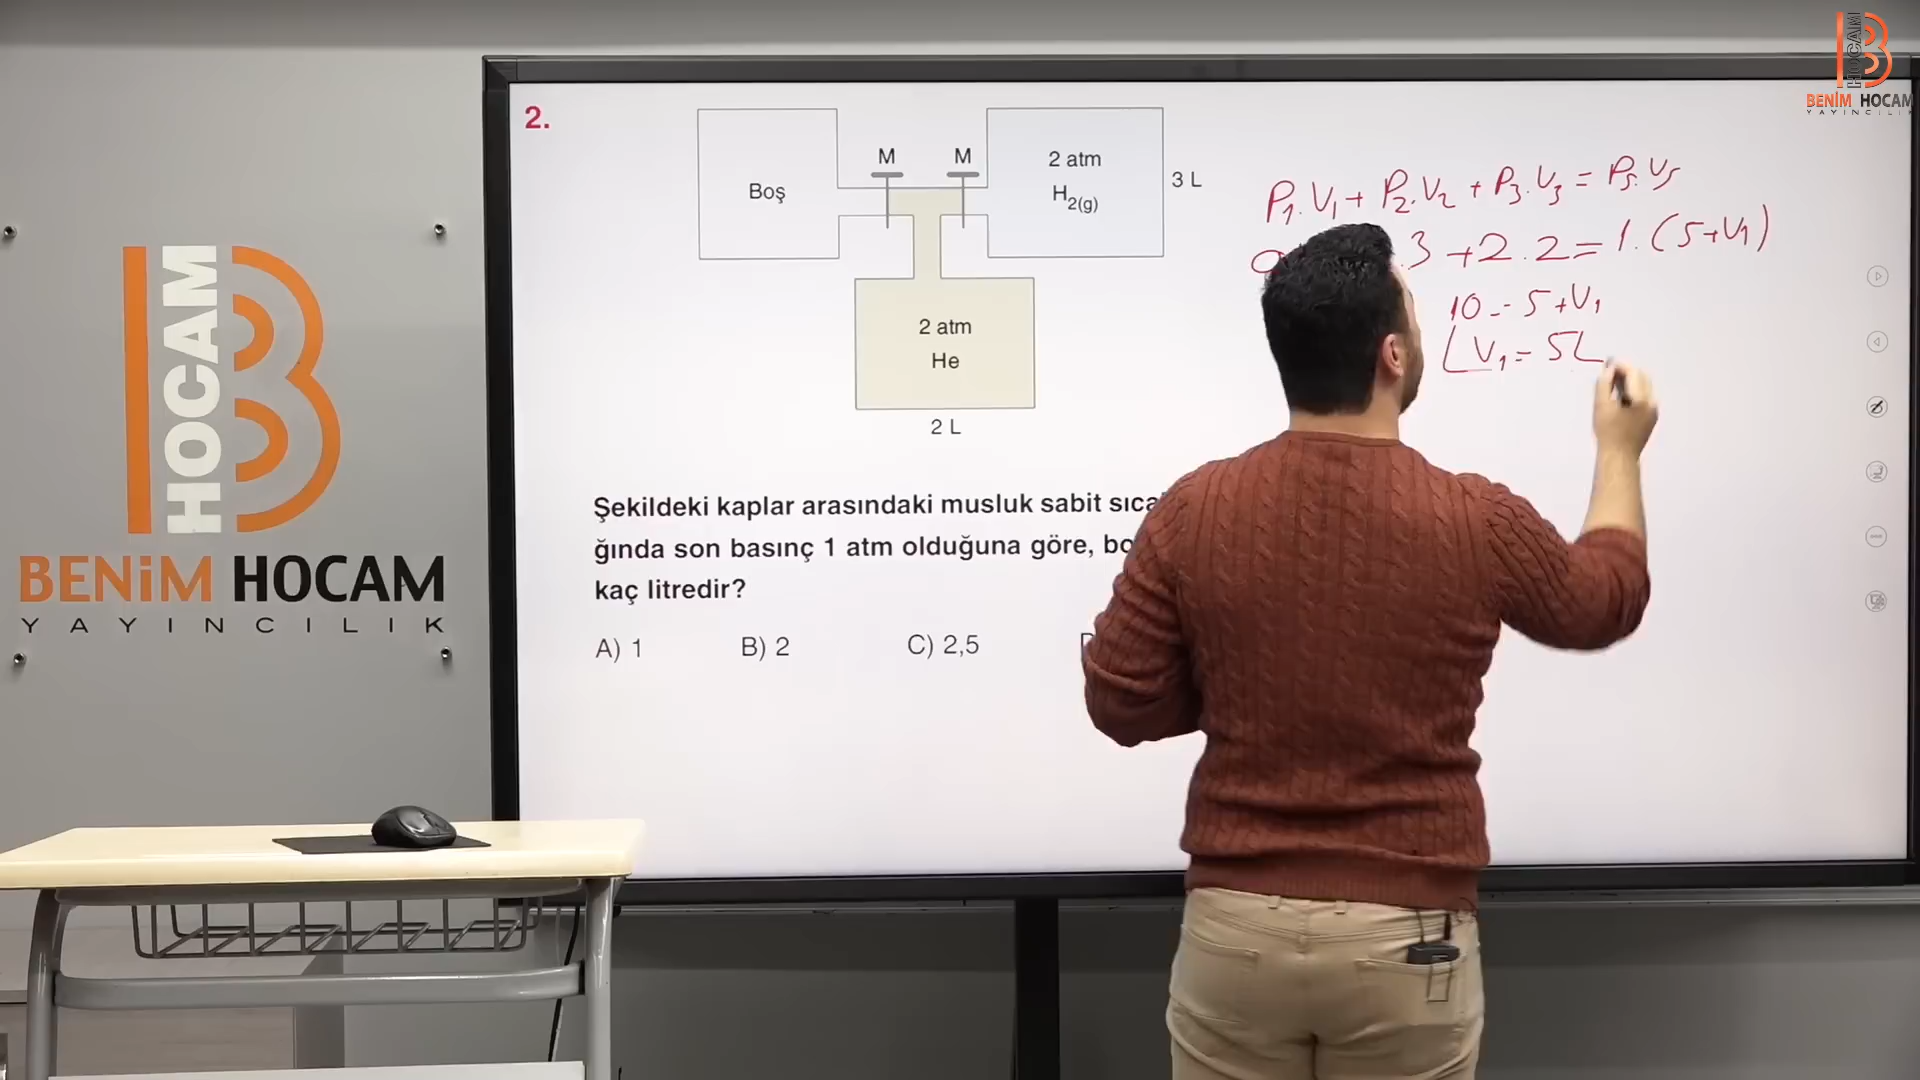 B HOCAM
BENİM HOCAM
YAYINCILIK
HOCAM
BENİM HOCAM
YAYINCILIK
2.
Boş
M
M
2 atm
H2(g)
3 L
2 atm
He
2 L
P1.V1 + P2.V2 + P3.V3 = PS.VS
.3 + 2.2 = 1.(5+V1)
10 = 5 + V1
V1 = 5L
Şekildeki kaplar arasındaki musluk sabit
ğında son basınç 1 atm olduğuna göre,
kaç litredir?
A) 1 B) 2 C) 2,5